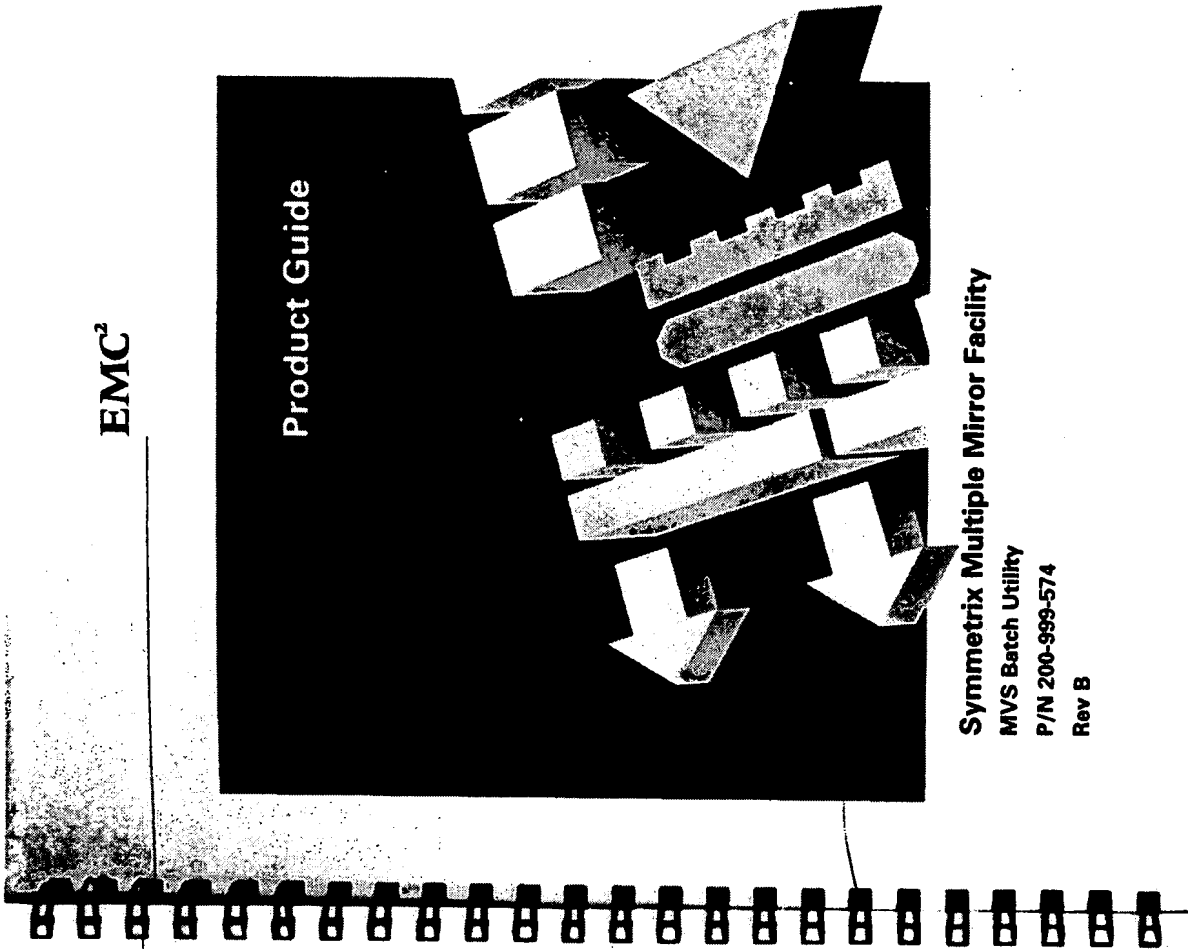 EMC²
Product Guide
Symmetrix Multiple Mirror Facility
MVS Batch Utility
P/N 200-999-574
Rev B